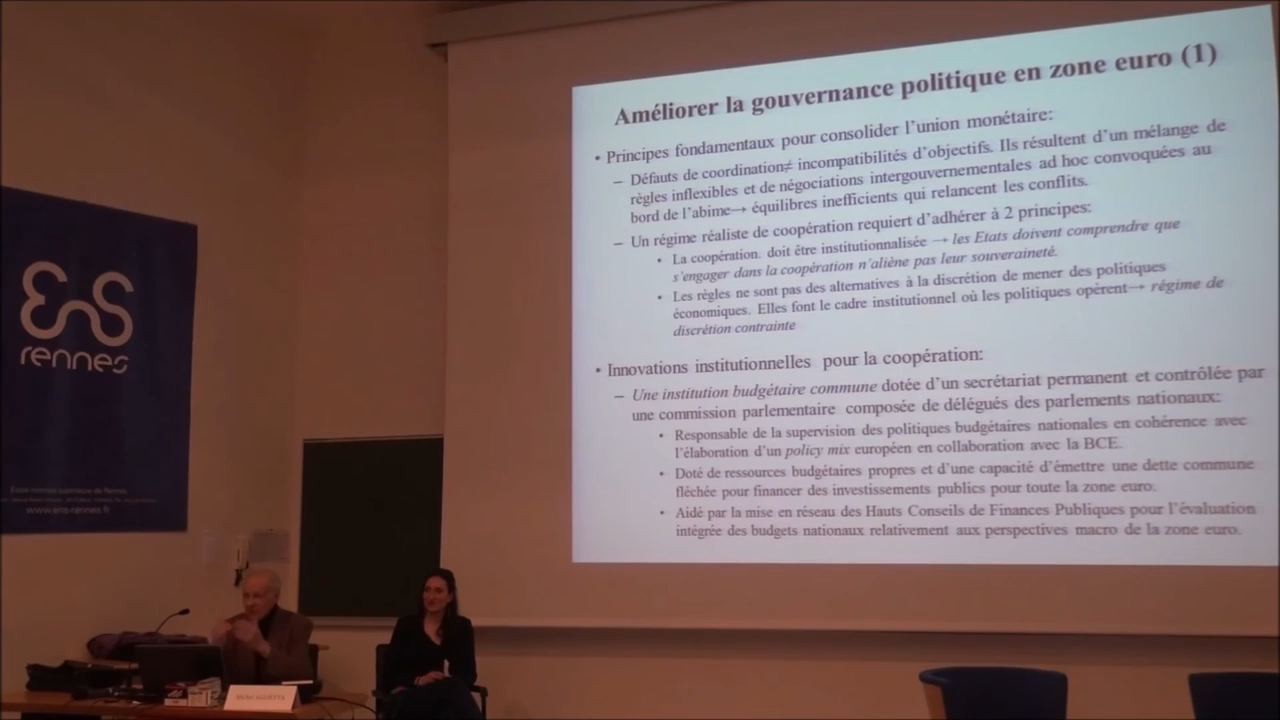 Améliorer la gouvernance politique en zone euro (1)
• Principes fondamentaux pour consolider l’union monétaire:
– Défauts de coordination≠ incompatibilités d’objectifs. Ils résultent d’un mélange de
règles inflexibles et de négociations intergouvernementales ad hoc convoquées au
bord de l’abime→ équilibres inefficients qui relancent les conflits.
– Un régime réaliste de coopération requiert d’adhérer à 2 principes:
• La coopération. doit être institutionnalisée → les Etats doivent comprendre que
s’engager dans la coopération n’aliène pas leur souveraineté.
• Les règles ne sont pas des alternatives à la discrétion de mener des politiques
économiques. Elles font le cadre institutionnel où les politiques opèrent→ régime de
discrétion contrainte
• Innovations institutionnelles pour la coopération:
– Une institution budgétaire commune dotée d’un secrétariat permanent et contrôlée par
une commission parlementaire composée de délégués des parlements nationaux:
• Responsable de la supervision des politiques budgétaires nationales en cohérence avec
l’élaboration d’un policy mix européen en collaboration avec la BCE.
• Doté de ressources budgétaires propres et d’une capacité d’émettre une dette commune
fléchée pour financer des investissements publics pour toute la zone euro.
• Aidé par la mise en réseau des Hauts Conseils de Finances Publiques pour l’évaluation
intégrée des budgets nationaux relativement aux perspectives macro de la zone euro.
ENS
rennes
École normale supérieure de Rennes
www.ens-rennes.fr